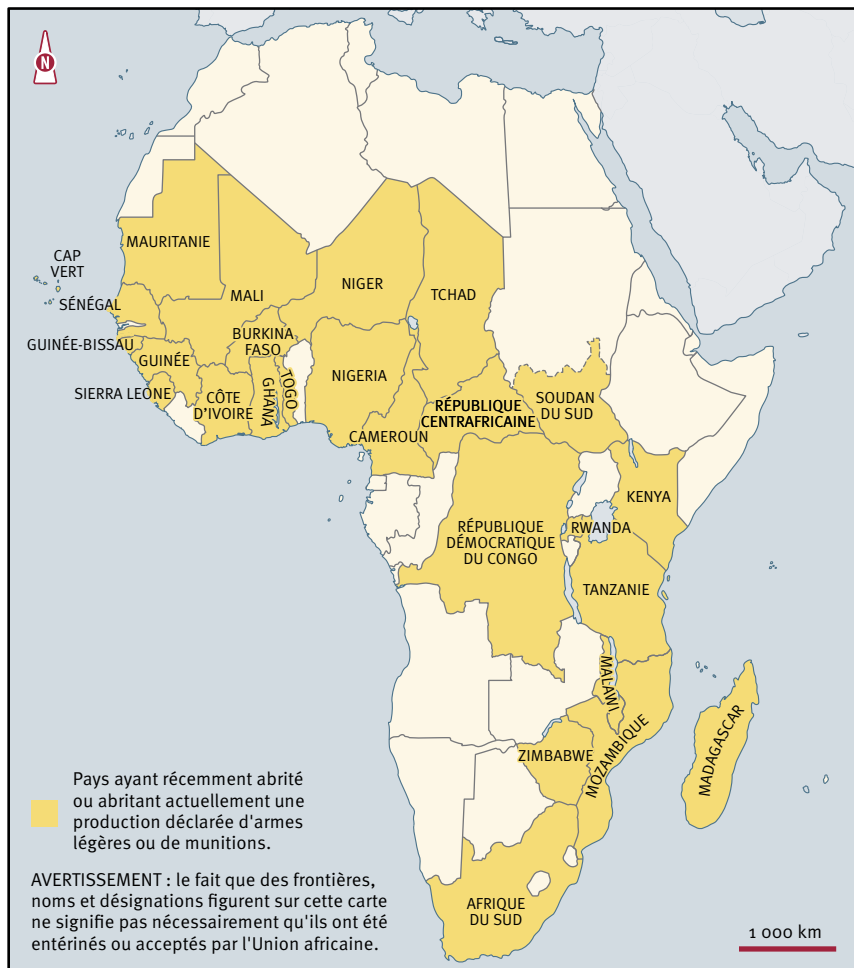 N
MAURITANIE
CAP
VERT
MALI
NIGER
TCHAD
SÉNÉGAL
GUINÉE-BISSAU
BURKINA
FASO
GUINÉE
NIGERIA
SOUDAN
DU SUD
SIERRA LEONE
CÔTE
D'IVOIRE
GHANA
TOGO
RÉPUBLIQUE
CENTRAFRICAINE
CAMEROUN
KENYA
RÉPUBLIQUE
DÉMOCRATIQUE
DU CONGO
RWANDA
TANZANIE
MALAWI
MOZAMBIQUE
MADAGASCAR
ZIMBABWE
AFRIQUE
DU SUD
Pays ayant récemment abrité
ou abritant actuellement une
production déclarée d'armes
légères ou de munitions.
AVERTISSEMENT : le fait que des frontières,
noms et désignations figurent sur cette carte
ne signifie pas nécessairement qu'ils ont été
entérinés ou acceptés par l'Union africaine.
1 000 km